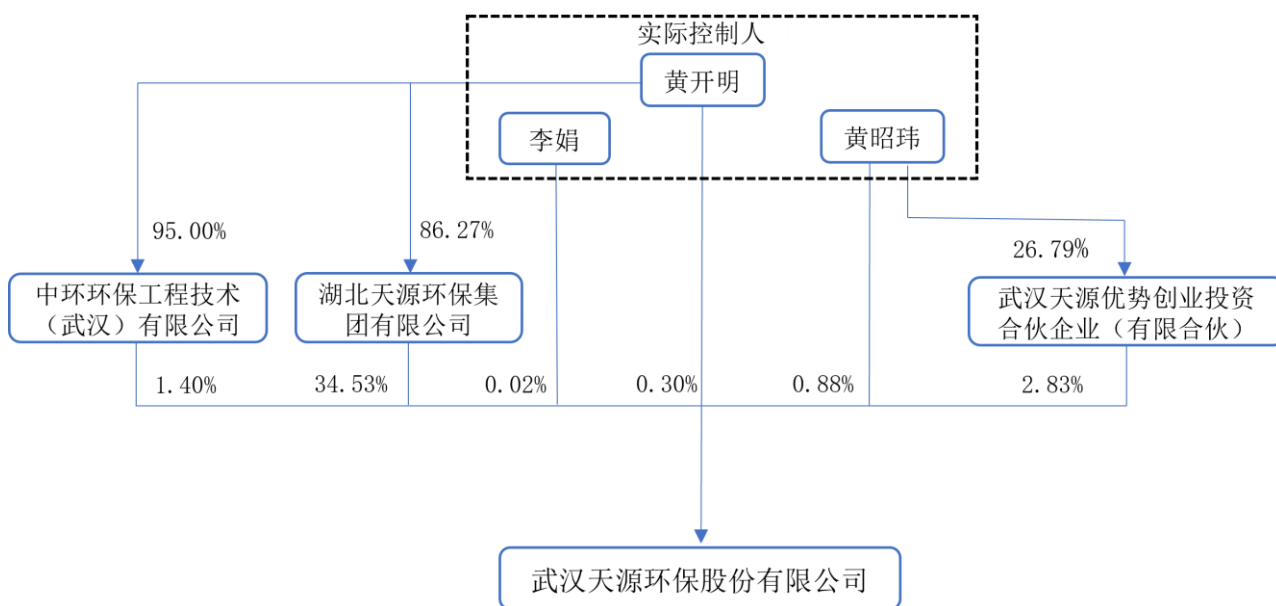 实际控制人
黄开明
李娟
黄昭玮
95.00%
86.27%
26.79%
中环环保工程技术
（武汉）有限公司
湖北天源环保集
团有限公司
武汉天源优势创业投资
合伙企业（有限合伙）
1.40%
34.53%
0.02%
0.30%
0.88%
2.83%
武汉天源环保股份有限公司